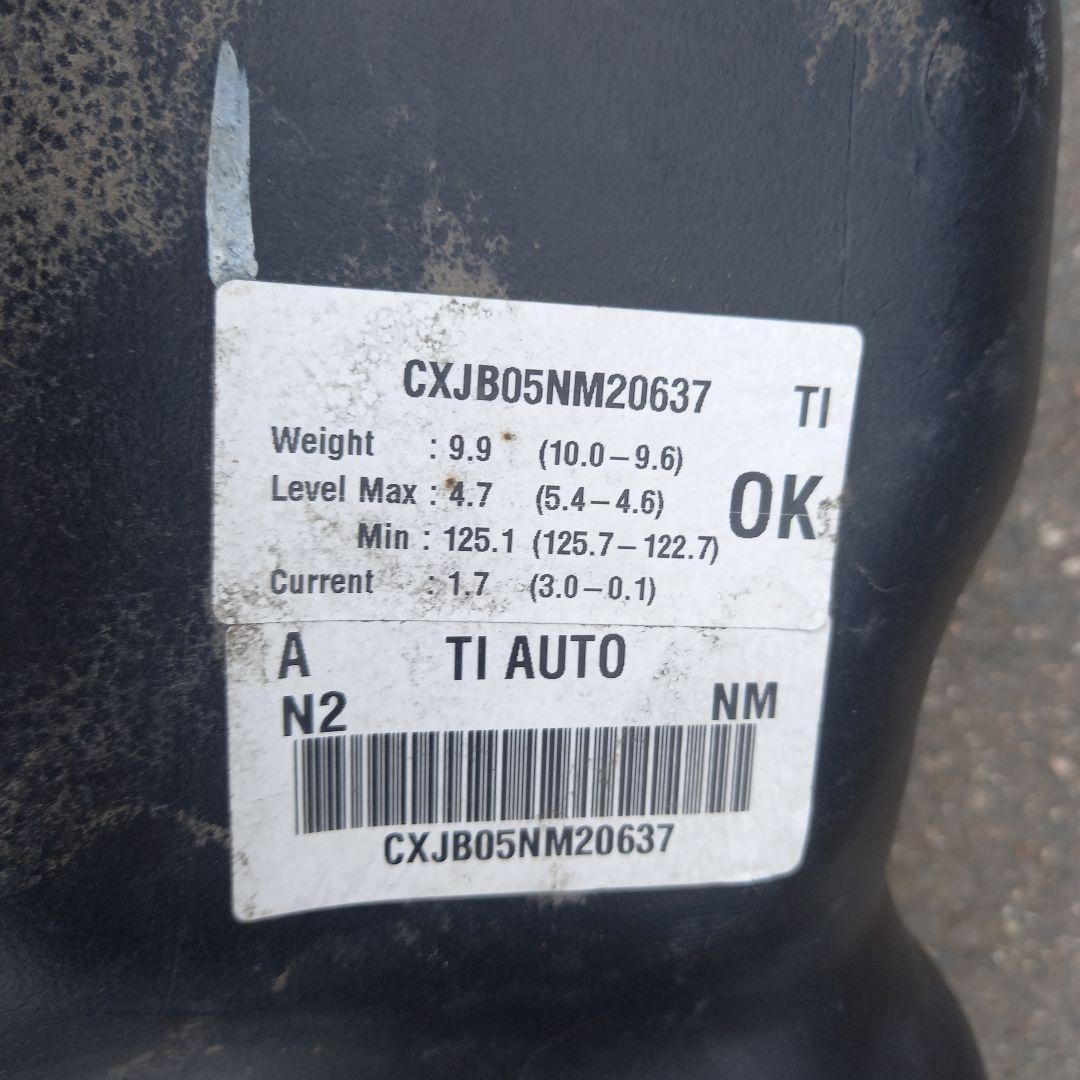 CXJB05NM20637 TI
Weight : 9.9 (10.0-9.6)
Level Max : 4.7 (5.4-4.6)
OK
Min : 125.1 (125.7-122.7)
Current : 1.7 (3.0-0.1)
A TI AUTO
N2 NM
CXJB05NM20637